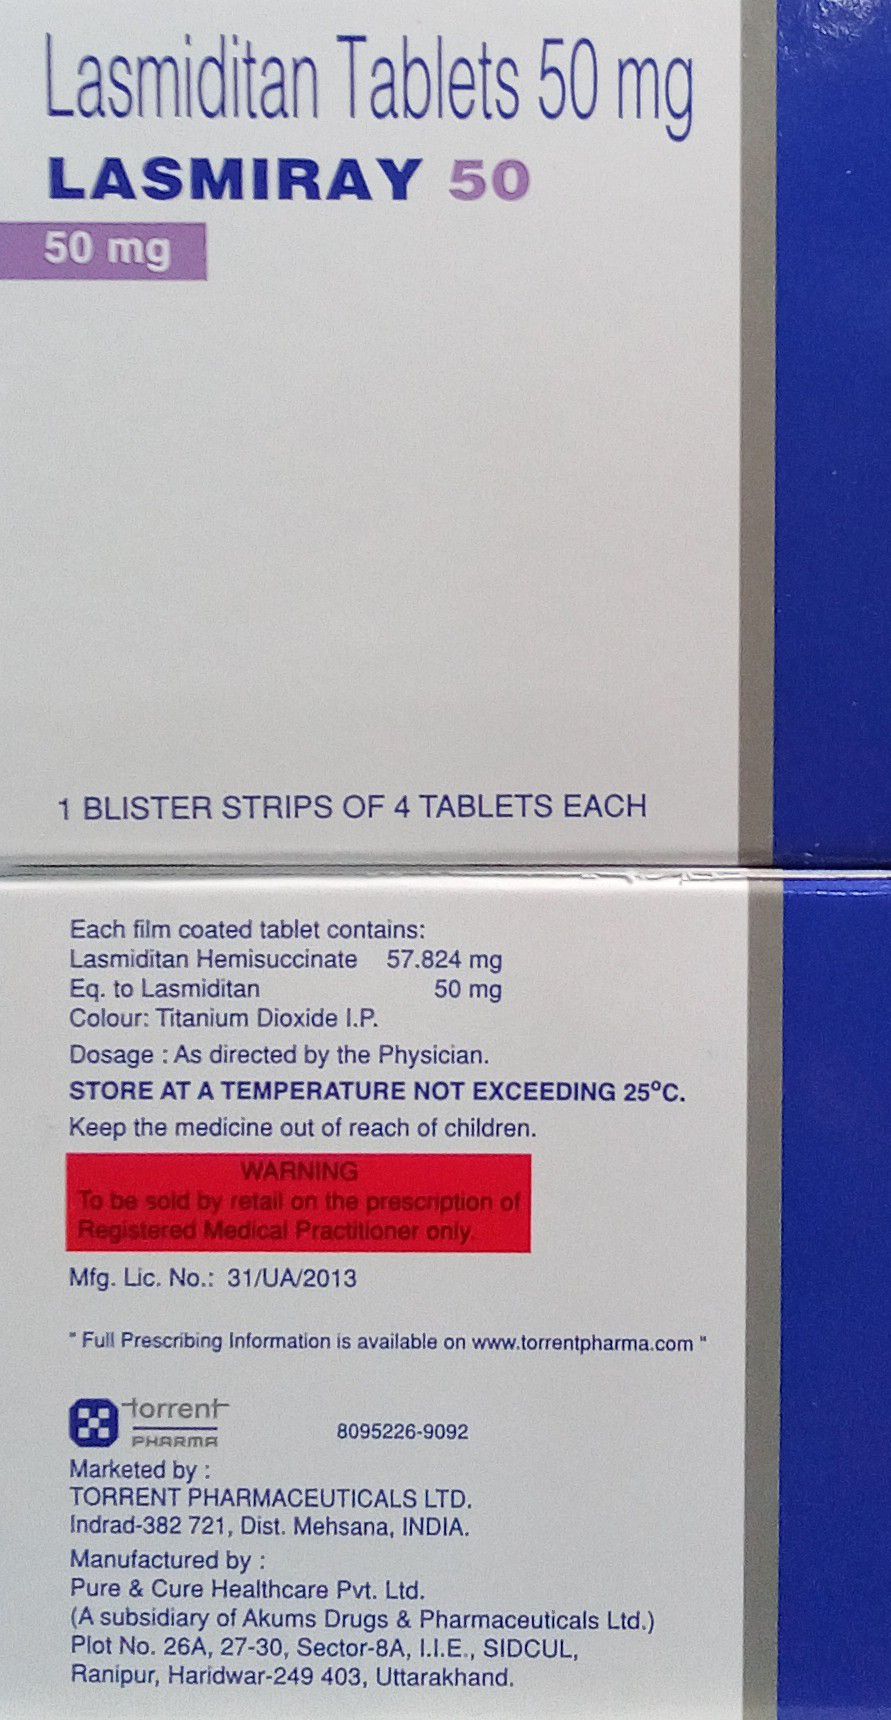 Lasmiditan Tablets 50 mg
LASMIRAY 50
50 mg
1 BLISTER STRIPS OF 4 TABLETS EACH
Each film coated tablet contains:
Lasmiditan Hemisuccinate 57.824 mg
Eq. to Lasmiditan 50 mg
Colour: Titanium Dioxide I.P.
Dosage : As directed by the Physician.
STORE AT A TEMPERATURE NOT EXCEEDING 25°C.
Keep the medicine out of reach of children.
WARNING
To be sold by retail on the prescription of
Registered Medical Practitioner only.
Mfg. Lic. No.: 31/UA/2013
" Full Prescribing Information is available on www.torrentpharma.com "
torrent
PHARMA
8095226-9092
Marketed by :
TORRENT PHARMACEUTICALS LTD.
Indrad-382 721, Dist. Mehsana, INDIA.
Manufactured by :
Pure & Cure Healthcare Pvt. Ltd.
(A subsidiary of Akums Drugs & Pharmaceuticals Ltd.)
Plot No. 26A, 27-30, Sector-8A, I.I.E., SIDCUL,
Ranipur, Haridwar-249 403, Uttarakhand.